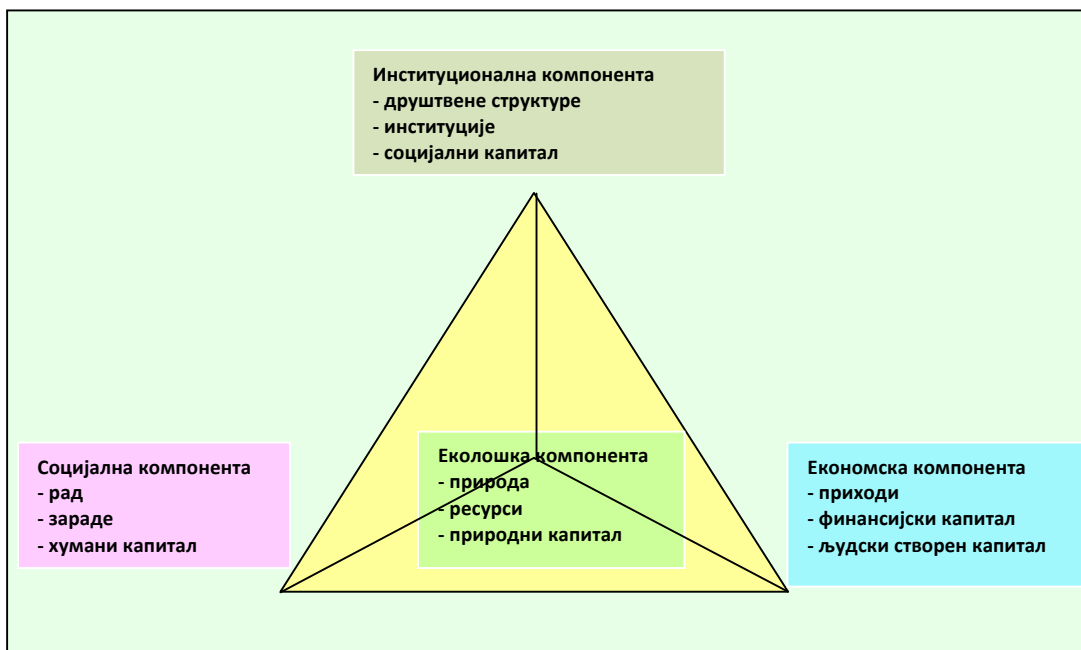 Институционална компонента
- друштвене структуре
- институције
- социјални капитал
Социјална компонента
- рад
- зараде
- хумани капитал
Еколошка компонента
- природа
- ресурси
- природни капитал
Економска компонента
- приходи
- финансијски капитал
- људски створен капитал